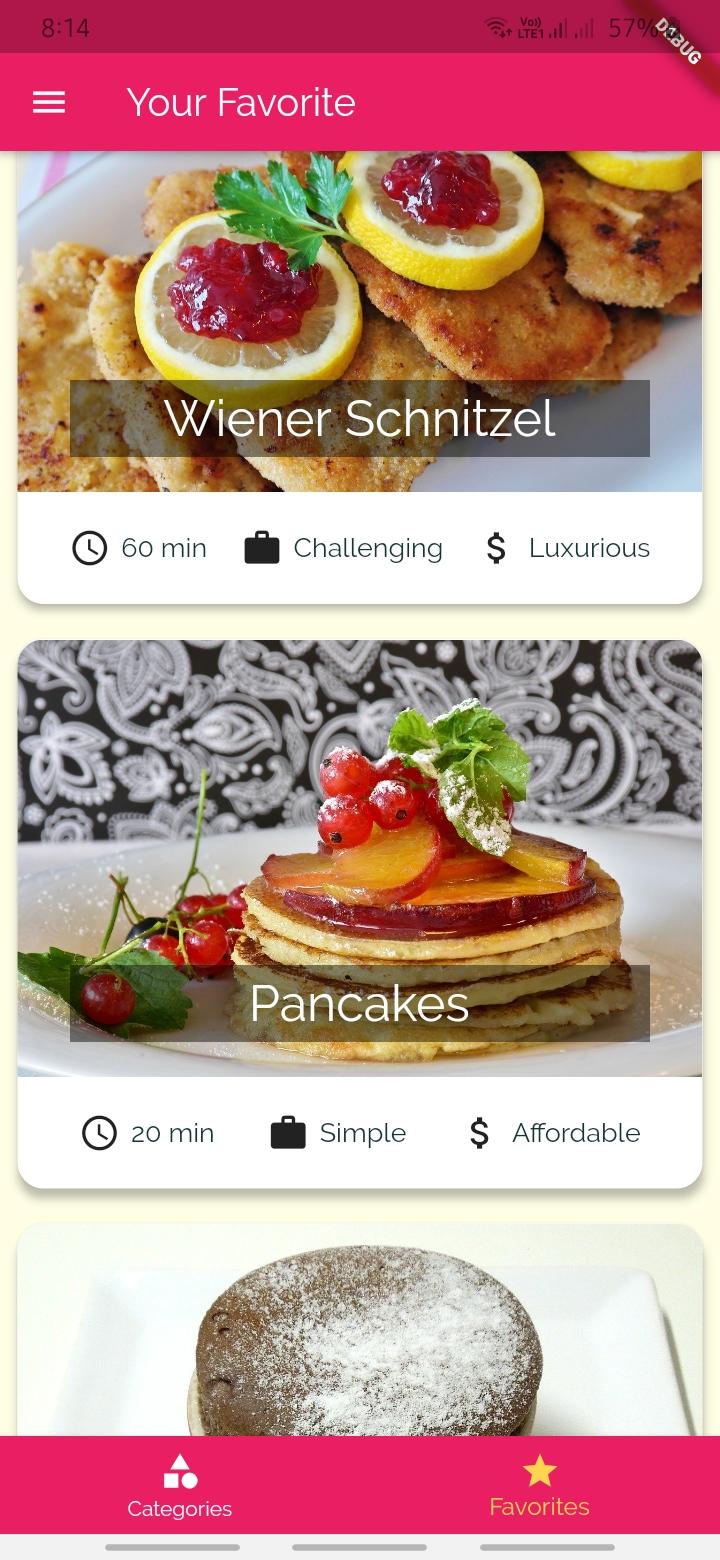 8:14
Vo)) LTE1
57%
DEBUG
Your Favorite
Wiener Schnitzel
60 min
Challenging
Luxurious
Pancakes
20 min
Simple
Affordable
Categories
Favorites